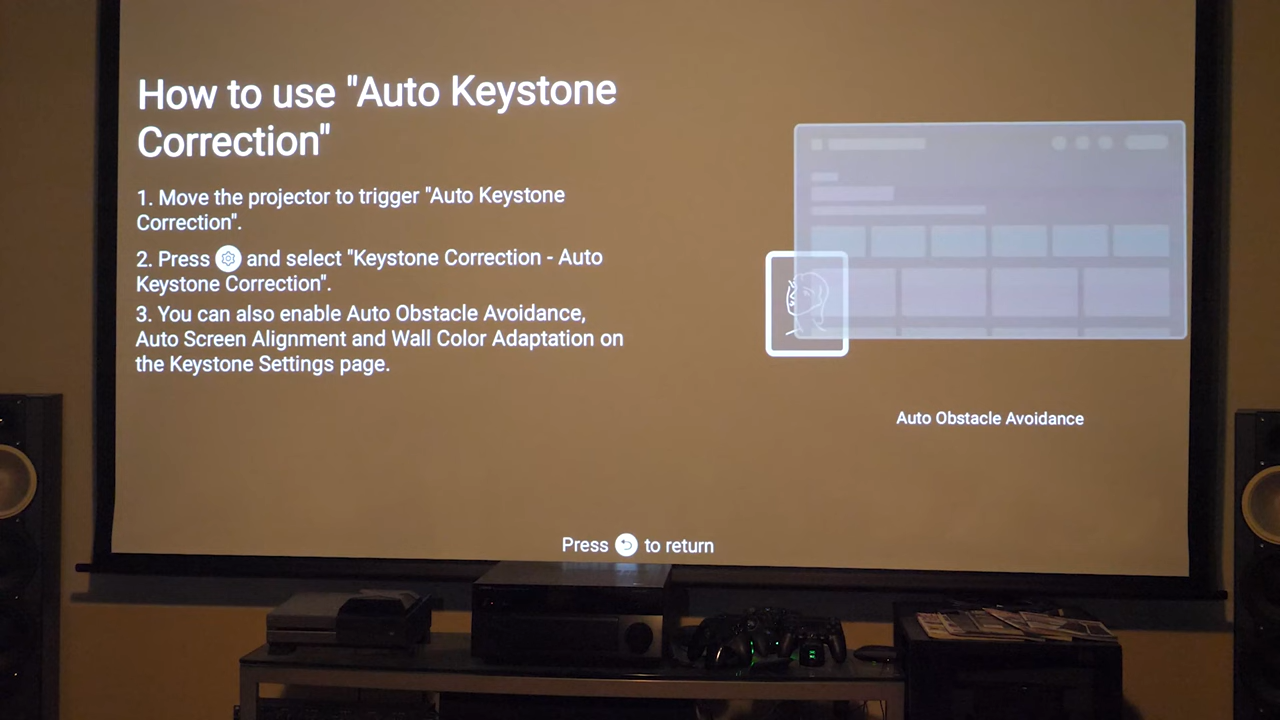 How to use "Auto Keystone
Correction"
1. Move the projector to trigger "Auto Keystone
Correction".
2. Press and select "Keystone Correction - Auto
Keystone Correction".
3. You can also enable Auto Obstacle Avoidance,
Auto Screen Alignment and Wall Color Adaptation on
the Keystone Settings page.
Auto Obstacle Avoidance
Press to return